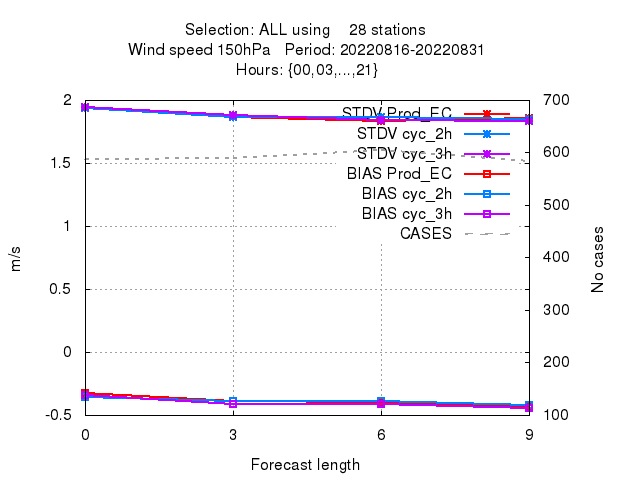 Selection: ALL using 28 stations
Wind speed 150hPa Period: 20220816-20220831
Hours: {00,03,...,21}
2
1.5
1
0.5
0
-0.5
700
600
500
400
300
200
100
STDV Prod_EC
STDV cyc_2h
STDV cyc_3h
BIAS Prod_EC
BIAS cyc_2h
BIAS cyc_3h
CASES
m/s
No cases
0 3 6 9
Forecast length